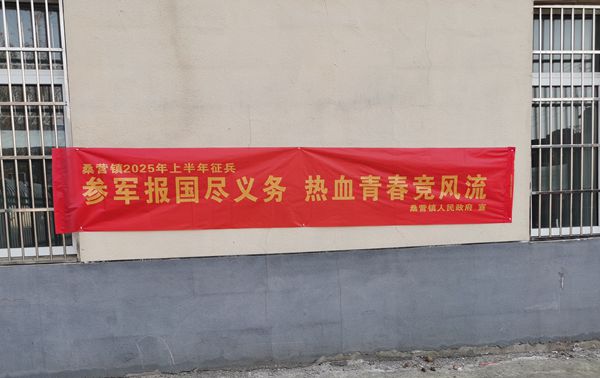 桑营镇2025年上半年征兵
参军报国尽义务 热血青春竞风流
桑营镇人民政府 宣